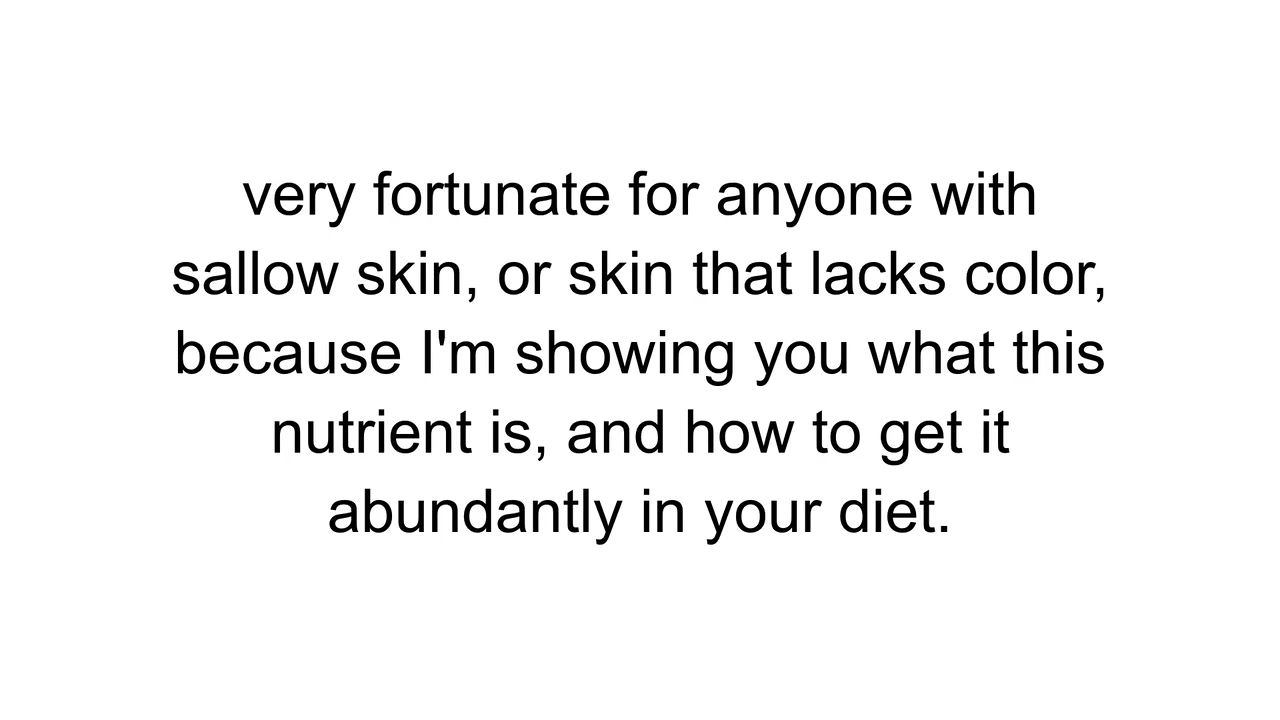 very fortunate for anyone with
sallow skin, or skin that lacks color,
because I'm showing you what this
nutrient is, and how to get it
abundantly in your diet.